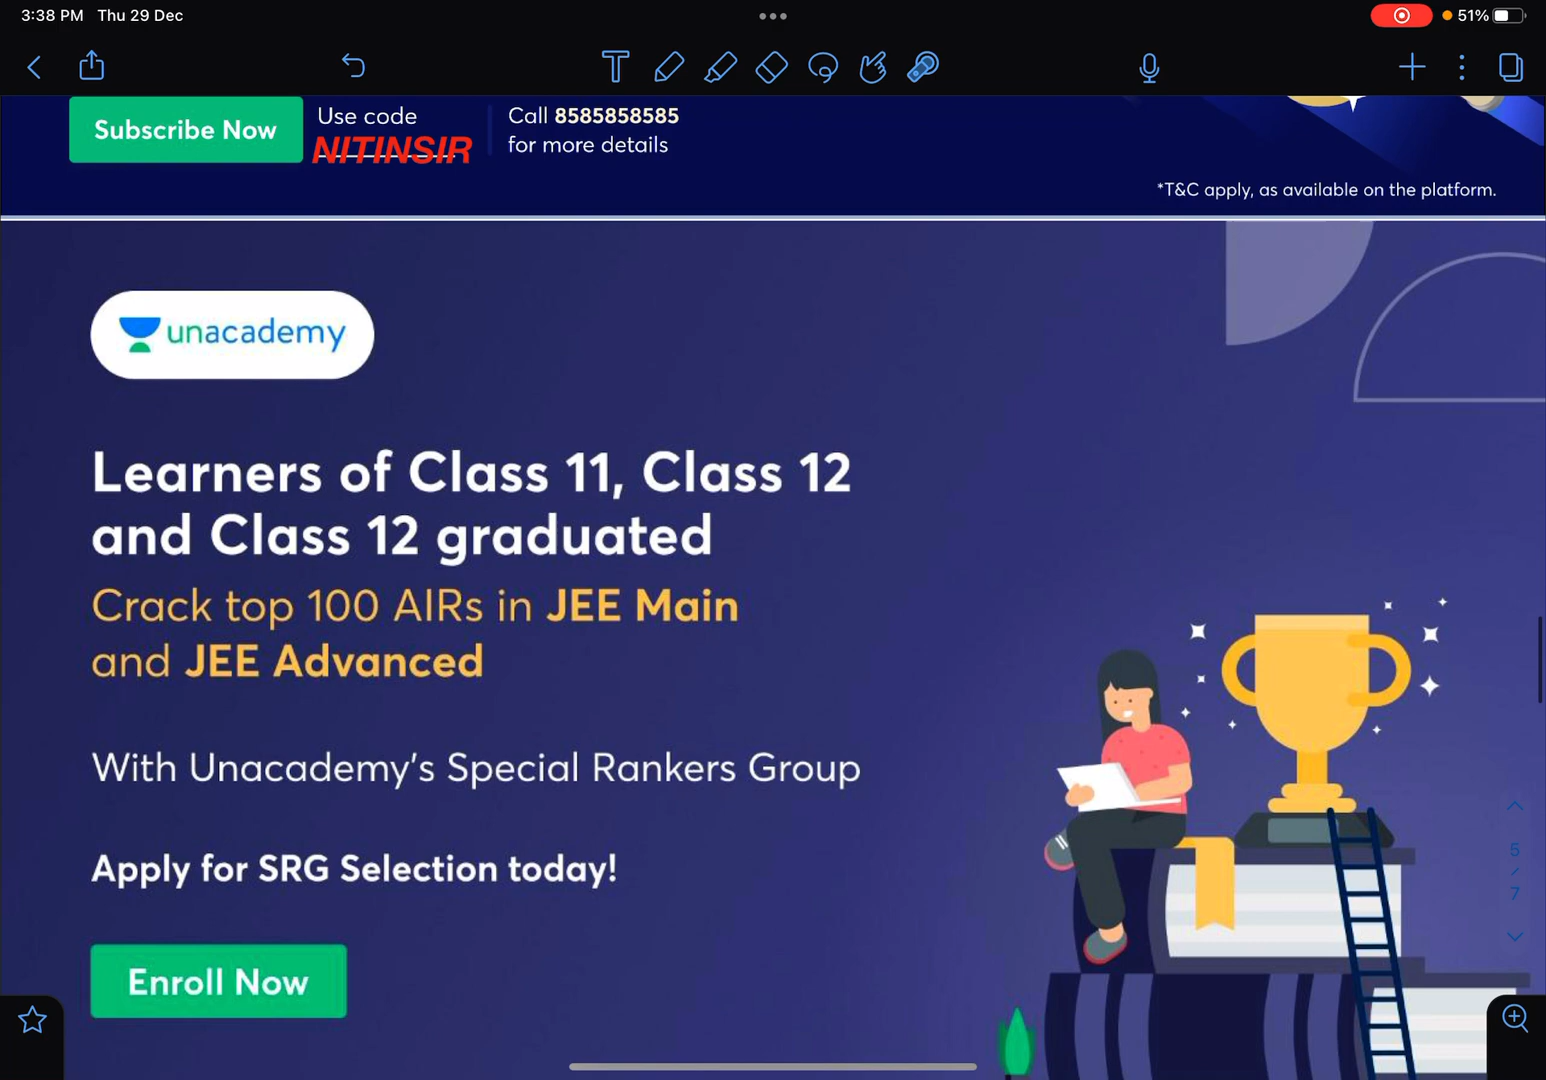 3:38 PM Thu 29 Dec
51%
Subscribe Now
Use code
NITINSIR
Call 8585858585
for more details
*T&C apply, as available on the platform.
unacademy
Learners of Class 11, Class 12
and Class 12 graduated
Crack top 100 AIRs in JEE Main
and JEE Advanced
With Unacademy's Special Rankers Group
Apply for SRG Selection today!
Enroll Now
5
/
7